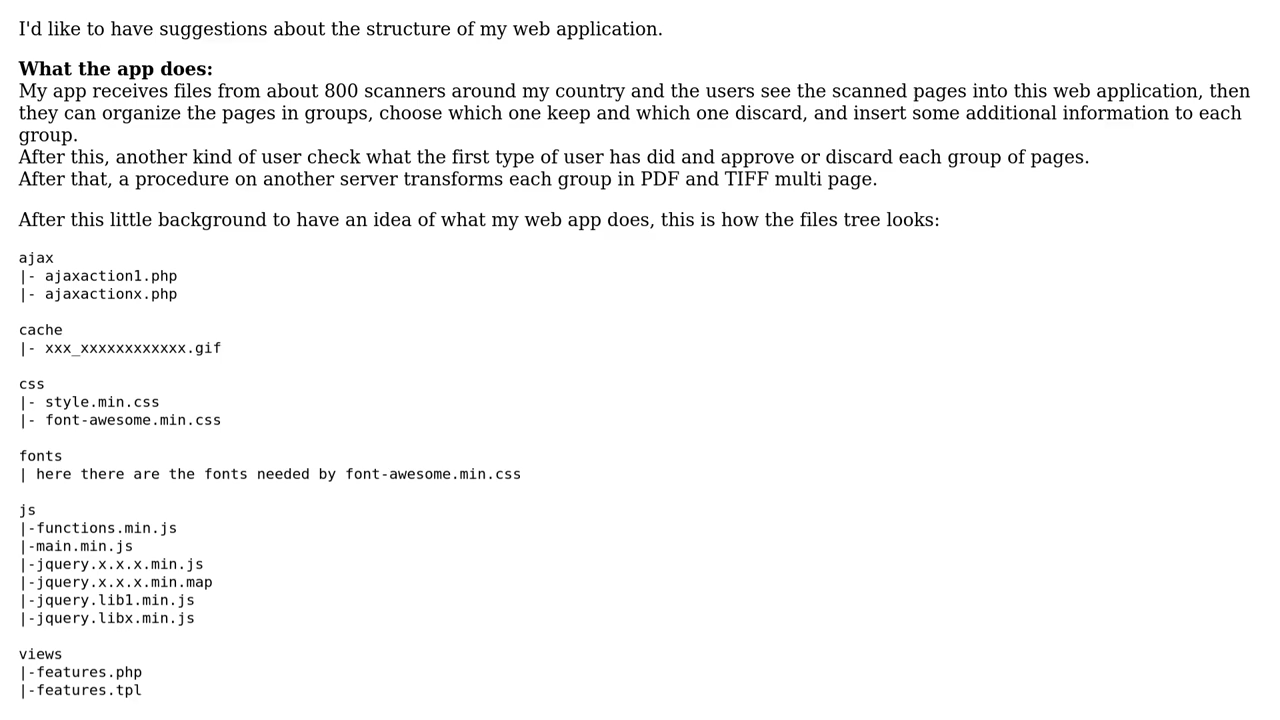 I'd like to have suggestions about the structure of my web application.
What the app does:
My app receives files from about 800 scanners around my country and the users see the scanned pages into this web application, then
they can organize the pages in groups, choose which one keep and which one discard, and insert some additional information to each
group.
After this, another kind of user check what the first type of user has did and approve or discard each group of pages.
After that, a procedure on another server transforms each group in PDF and TIFF multi page.
After this little background to have an idea of what my web app does, this is how the files tree looks:
ajax
|- ajaxaction1.php
|- ajaxactionx.php
cache
|- xxx_xxxxxxxxxxxx.gif
css
|- style.min.css
|- font-awesome.min.css
fonts
| here there are the fonts needed by font-awesome.min.css
js
|-functions.min.js
|-main.min.js
|-jquery.x.x.x.min.js
|-jquery.x.x.x.min.map
|-jquery.lib1.min.js
|-jquery.libx.min.js
views
|-features.php
|-features.tpl